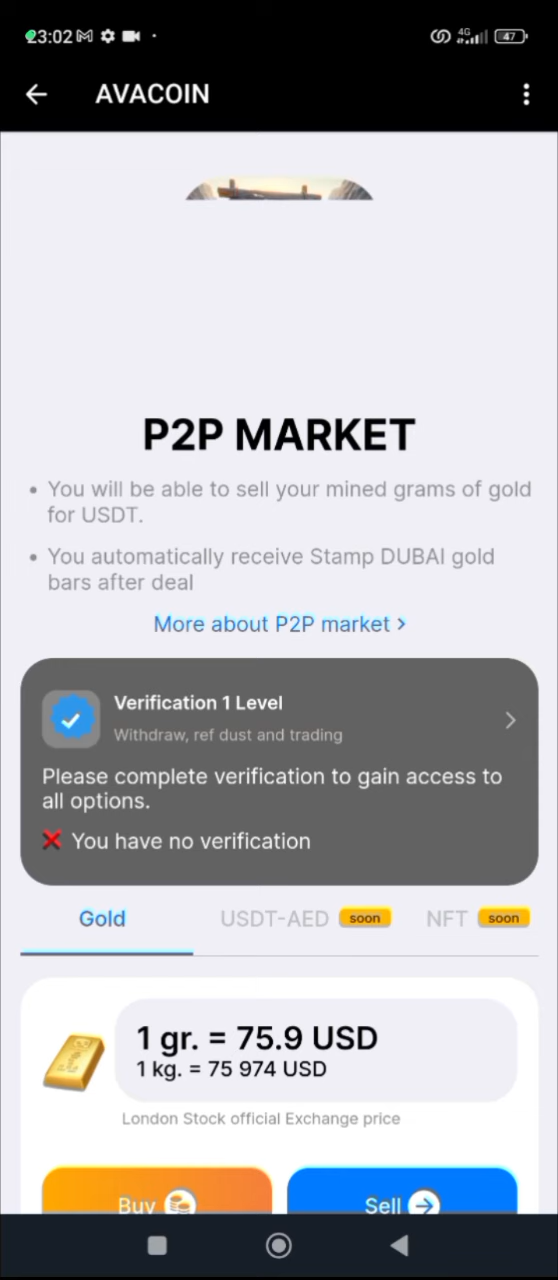 23:02
4G
47
AVACOIN
P2P MARKET
• You will be able to sell your mined grams of gold
for USDT.
• You automatically receive Stamp DUBAI gold
bars after deal
More about P2P market >
Verification 1 Level
Withdraw, ref dust and trading
Please complete verification to gain access to
all options.
❌ You have no verification
Gold
USDT-AED soon
NFT soon
1 gr. = 75.9 USD
1 kg. = 75 974 USD
London Stock official Exchange price
Buy
Sell